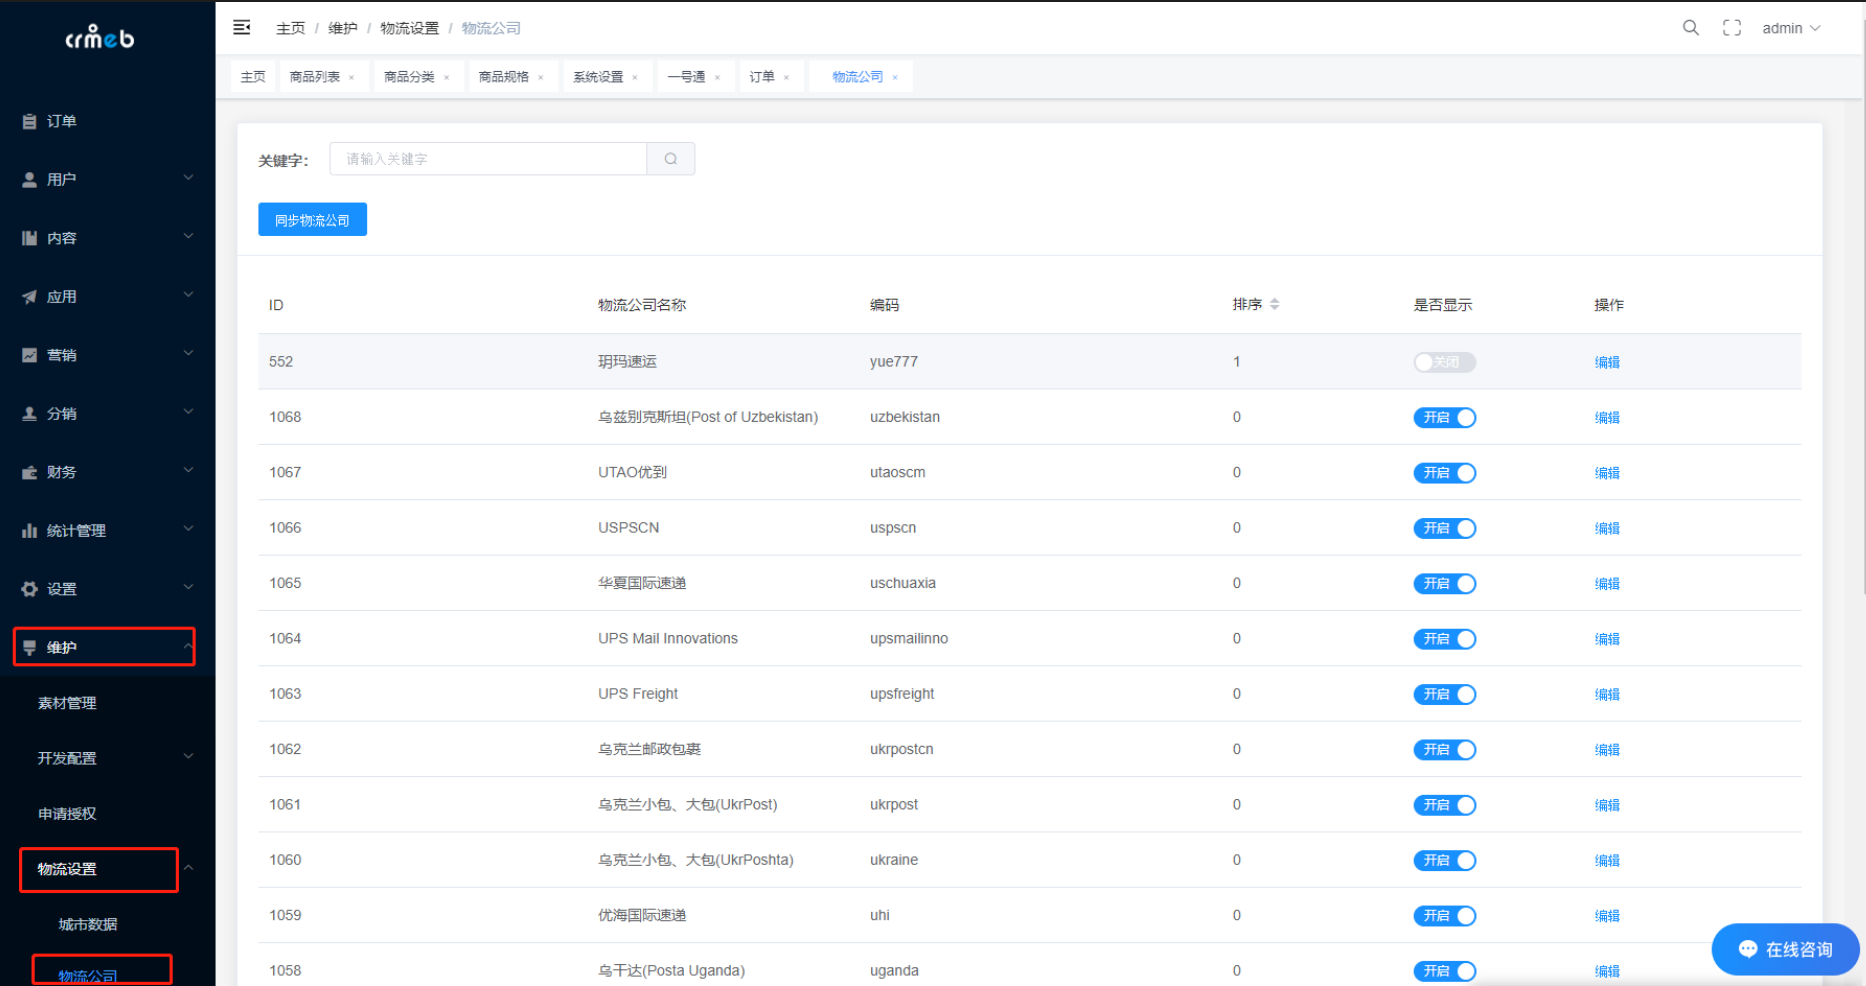 crmeb
订单
用户
内容
应用
营销
分销
财务
统计管理
设置
维护
素材管理
开发配置
申请授权
物流设置
城市数据
物流公司
主页 / 维护 / 物流设置 / 物流公司
admin
主页 商品列表 × 商品分类 × 商品规格 × 系统设置 × 一号通 × 订单 × 物流公司 ×
关键字： 请输入关键字
同步物流公司
ID 物流公司名称 编码 排序 是否显示 操作
552 玥玛速运 yue777 1 关闭 编辑
1068 乌兹别克斯坦(Post of Uzbekistan) uzbekistan 0 开启 编辑
1067 UTAO优到 utaoscm 0 开启 编辑
1066 USPSCN uspscn 0 开启 编辑
1065 华夏国际速递 uschuaxia 0 开启 编辑
1064 UPS Mail Innovations upsmailinno 0 开启 编辑
1063 UPS Freight upsfreight 0 开启 编辑
1062 乌克兰邮政包裹 ukrpostcn 0 开启 编辑
1061 乌克兰小包、大包(UkrPost) ukrpost 0 开启 编辑
1060 乌克兰小包、大包(UkrPoshta) ukraine 0 开启 编辑
1059 优海国际速递 uhi 0 开启 编辑
1058 乌干达(Posta Uganda) uganda 0 开启 编辑
在线咨询